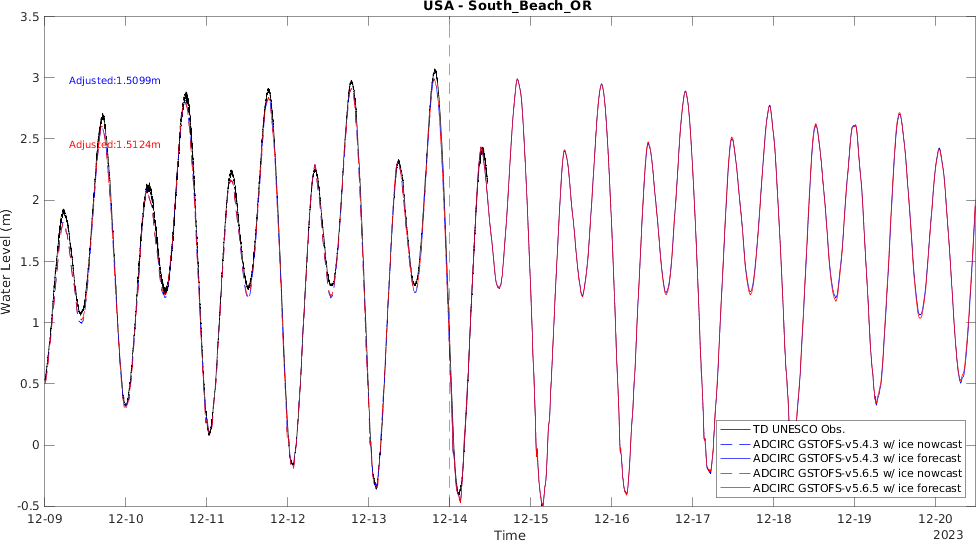 USA - South_Beach_OR
3.5
3
2.5
2
1.5
1
0.5
0
-0.5
Water Level (m)
Adjusted:1.5099m
Adjusted:1.5124m
TD UNESCO Obs.
ADCIRC GSTOFS-v5.4.3 w/ ice nowcast
ADCIRC GSTOFS-v5.4.3 w/ ice forecast
ADCIRC GSTOFS-v5.6.5 w/ ice nowcast
ADCIRC GSTOFS-v5.6.5 w/ ice forecast
12-09 12-10 12-11 12-12 12-13 12-14 12-15 12-16 12-17 12-18 12-19 12-20
Time
2023